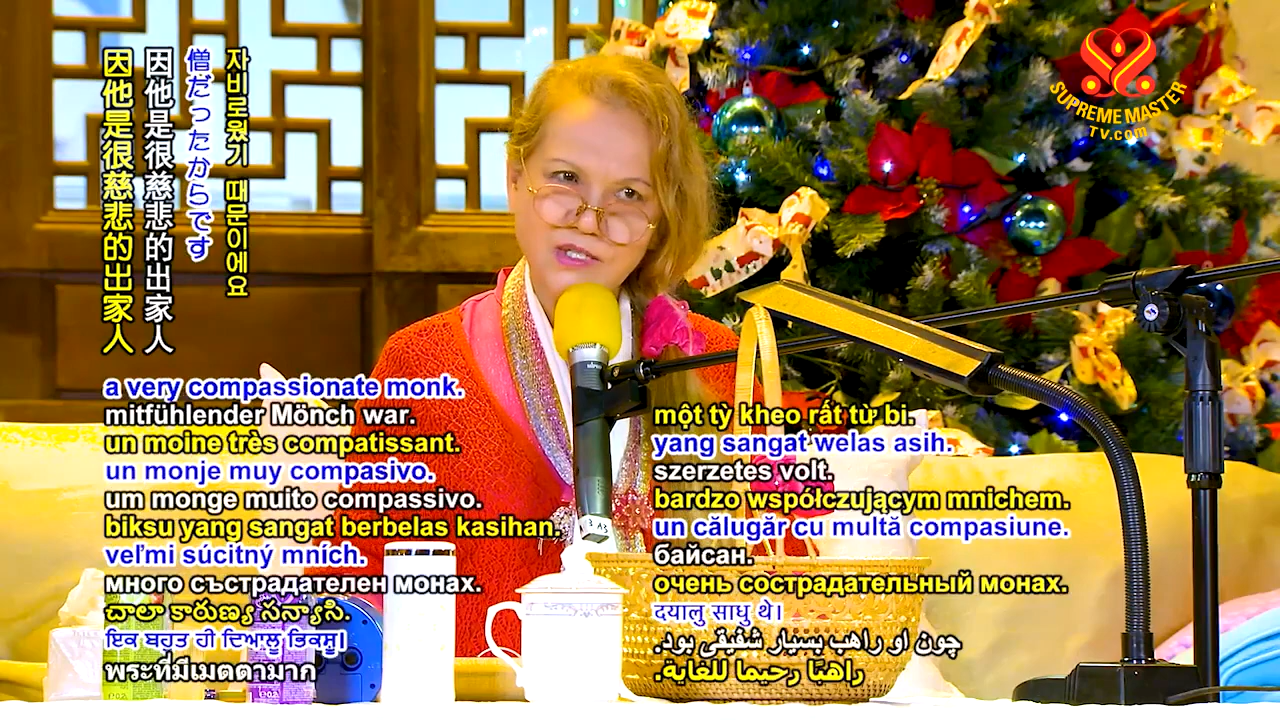 SUPREME MASTER
TV.com
자비로웠기 때문이에요
僧だったからです
因他是很慈悲的出家人
因他是很慈悲的出家人
a very compassionate monk.
mitfühlender Mönch war.
un moine très compatissant.
un monje muy compasivo.
um monge muito compassivo.
biksu yang sangat berbelas kasihan,
veľmi súcitný mních.
много състрадателен монах.
చాలా కారుణ్య సన్యాసి.
ਇਕ ਬਹੁਤ ਹੀ ਦਿਆਲੂ ਭਿਕਸ਼ੂ।
พระที่มีเมตตามาก
một tỳ kheo rất từ bi.
yang sangat welas asih.
szerzetes volt.
bardzo współczującym mnichem.
un călugăr cu multă compasiune.
байсан.
очень сострадательный монах.
दयालु साधु थे।
چون او راهب بسیار شفیقی بود.
راهبًا رحيما للغاية.